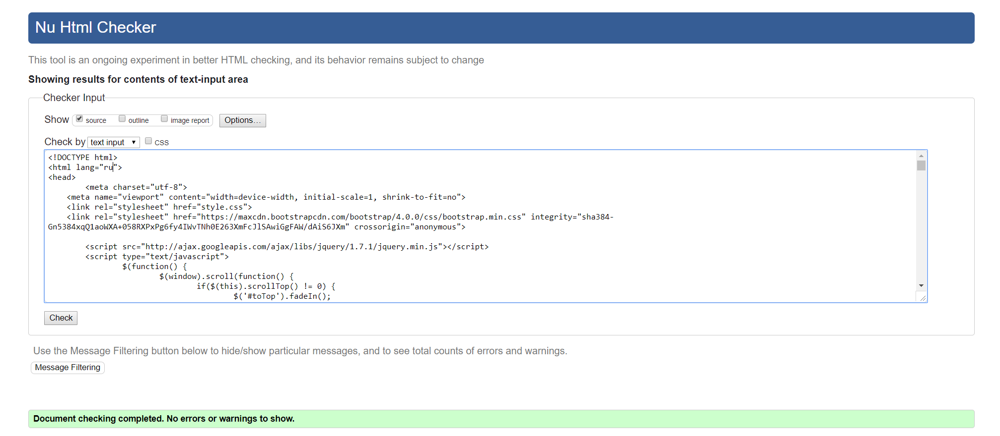 Nu Html Checker
This tool is an ongoing experiment in better HTML checking, and its behavior remains subject to change
Showing results for contents of text-input area
Checker Input
Show source outline image report Options...
Check by text input CSS
<!DOCTYPE html>
<html lang="ru">
<head>
<meta charset="utf-8">
<meta name="viewport" content="width=device-width, initial-scale=1, shrink-to-fit=no">
<link rel="stylesheet" href="style.css">
<link rel="stylesheet" href="https://maxcdn.bootstrapcdn.com/bootstrap/4.0.0/css/bootstrap.min.css" integrity="sha384-
Gn5384xqQ1aoWXA+058RXPxPg6fy4IWvTNh0E263XmFcJlSAwiGgFAW/dAiS6JXm" crossorigin="anonymous">
<script src="http://ajax.googleapis.com/ajax/libs/jquery/1.7.1/jquery.min.js"></script>
<script type="text/javascript">
$(function() {
$(window).scroll(function() {
if($(this).scrollTop() != 0) {
$('#toTop').fadeIn();
Check
Use the Message Filtering button below to hide/show particular messages, and to see total counts of errors and warnings.
Message Filtering
Document checking completed. No errors or warnings to show.